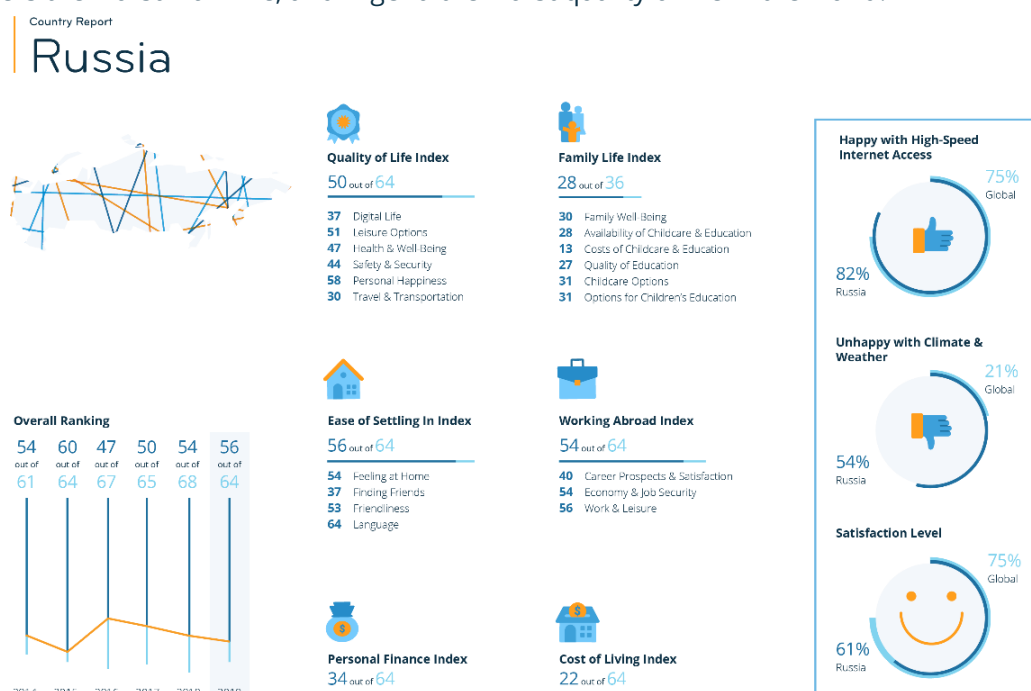 Country Report
Russia
Quality of Life Index
50 out of 64
37 Digital Life
51 Leisure Options
47 Health & Well-Being
44 Safety & Security
58 Personal Happiness
30 Travel & Transportation
Family Life Index
28 out of 36
30 Family Well-Being
28 Availability of Childcare & Education
13 Costs of Childcare & Education
27 Quality of Education
31 Childcare Options
31 Options for Children's Education
Happy with High-Speed
Internet Access
75%
Global
82%
Russia
Unhappy with Climate &
Weather
21%
Global
54%
Russia
Overall Ranking
54 60 47 50 54 56
out of out of out of out of out of out of
61 64 67 65 68 64
Ease of Settling In Index
56 out of 64
54 Feeling at Home
37 Finding Friends
53 Friendliness
64 Language
Working Abroad Index
54 out of 64
40 Career Prospects & Satisfaction
54 Economy & Job Security
56 Work & Leisure
Satisfaction Level
75%
Global
61%
Russia
Personal Finance Index
34 out of 64
Cost of Living Index
22 out of 64